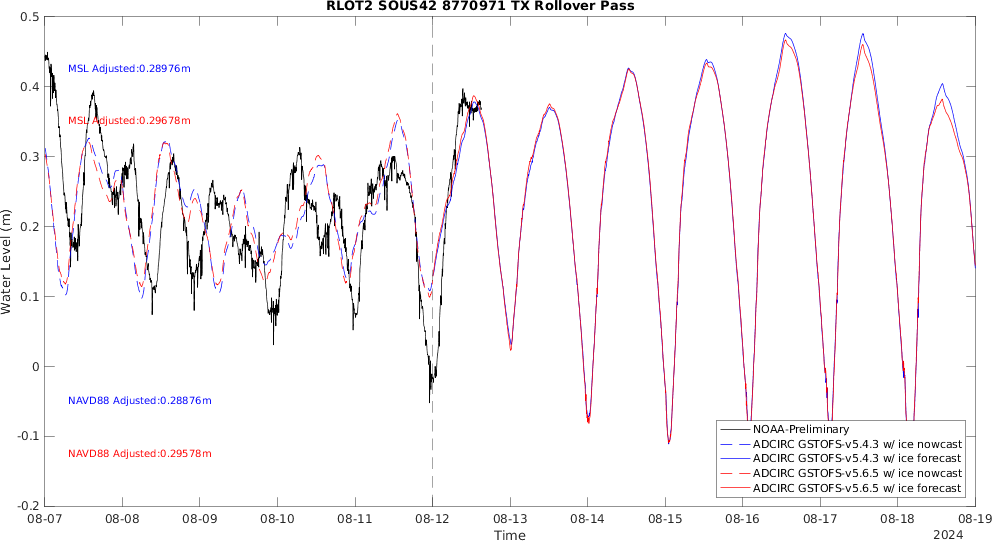 RLOT2 SOUS42 8770971 TX Rollover Pass
0.5
0.4
0.3
0.2
0.1
0
-0.1
-0.2
Water Level (m)
MSL Adjusted:0.28976m
MSL Adjusted:0.29678m
NAVD88 Adjusted:0.28876m
NAVD88 Adjusted:0.29578m
NOAA-Preliminary
ADCIRC GSTOFS-v5.4.3 w/ ice nowcast
ADCIRC GSTOFS-v5.4.3 w/ ice forecast
ADCIRC GSTOFS-v5.6.5 w/ ice nowcast
ADCIRC GSTOFS-v5.6.5 w/ ice forecast
08-07 08-08 08-09 08-10 08-11 08-12 08-13 08-14 08-15 08-16 08-17 08-18 08-19
Time
2024